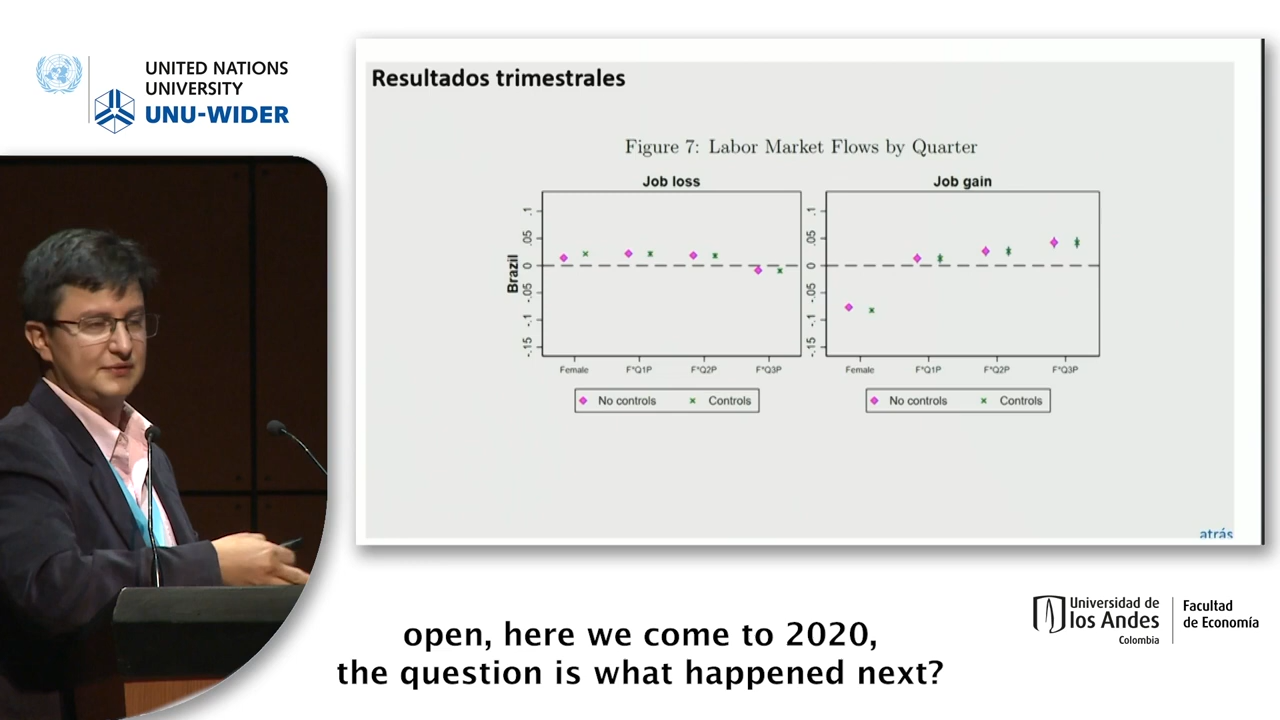 UNITED NATIONS
UNIVERSITY
UNU-WIDER
Resultados trimestrales
Figure 7: Labor Market Flows by Quarter
Job loss
Job gain
Brazil
.1
.05
0
-.05
-.1
-.15
.1
.05
0
-.05
-.1
-.15
Female
F*Q1P
F*Q2P
F*Q3P
Female
F*Q1P
F*Q2P
F*Q3P
No controls
Controls
No controls
Controls
atrás
Universidad de
los Andes
Colombia
Facultad
de Economía
open, here we come to 2020,
the question is what happened next?